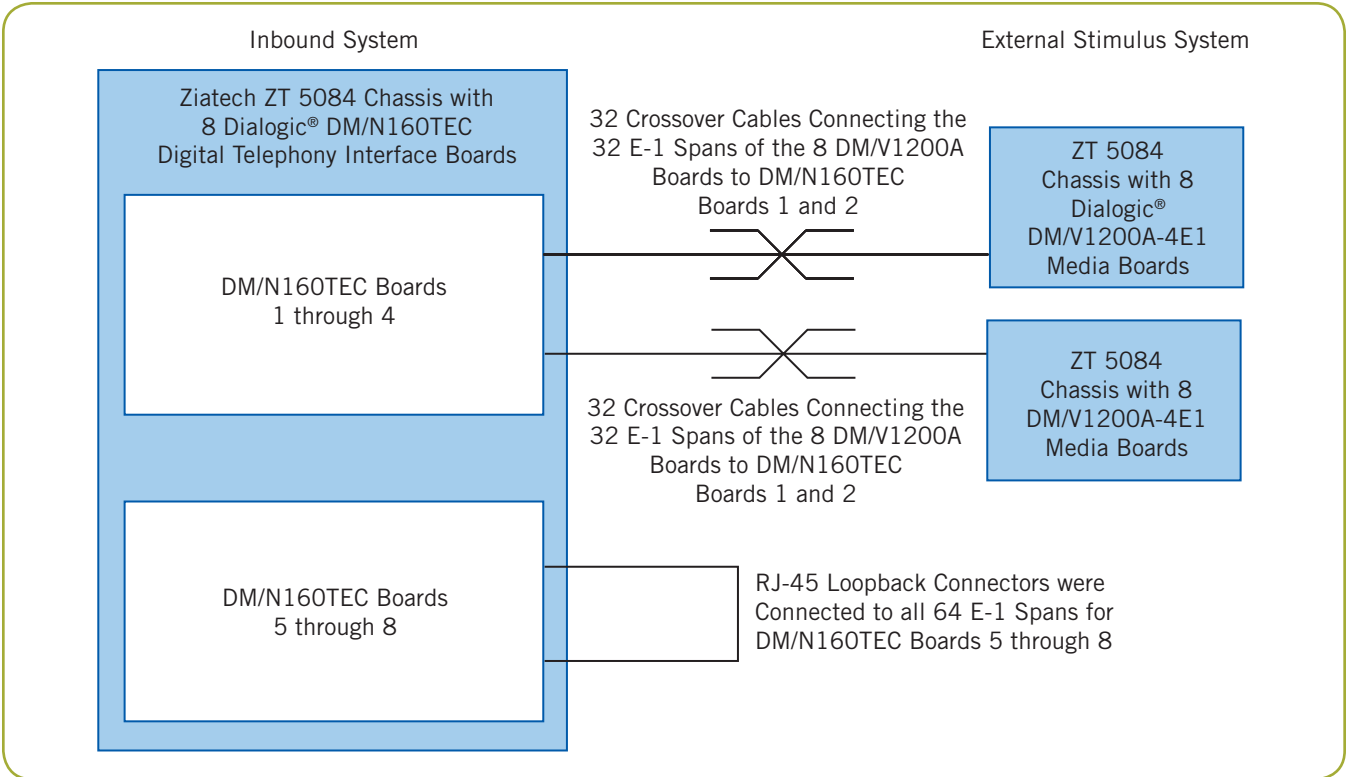 Inbound System
External Stimulus System
Ziatech ZT 5084 Chassis with
8 Dialogic® DM/N160TEC
Digital Telephony Interface Boards
DM/N160TEC Boards
1 through 4
32 Crossover Cables Connecting the
32 E-1 Spans of the 8 DM/V1200A
Boards to DM/N160TEC
Boards 1 and 2
ZT 5084
Chassis with 8
Dialogic®
DM/V1200A-4E1
Media Boards
32 Crossover Cables Connecting the
32 E-1 Spans of the 8 DM/V1200A
Boards to DM/N160TEC
Boards 1 and 2
ZT 5084
Chassis with 8
DM/V1200A-4E1
Media Boards
DM/N160TEC Boards
5 through 8
RJ-45 Loopback Connectors were
Connected to all 64 E-1 Spans for
DM/N160TEC Boards 5 through 8